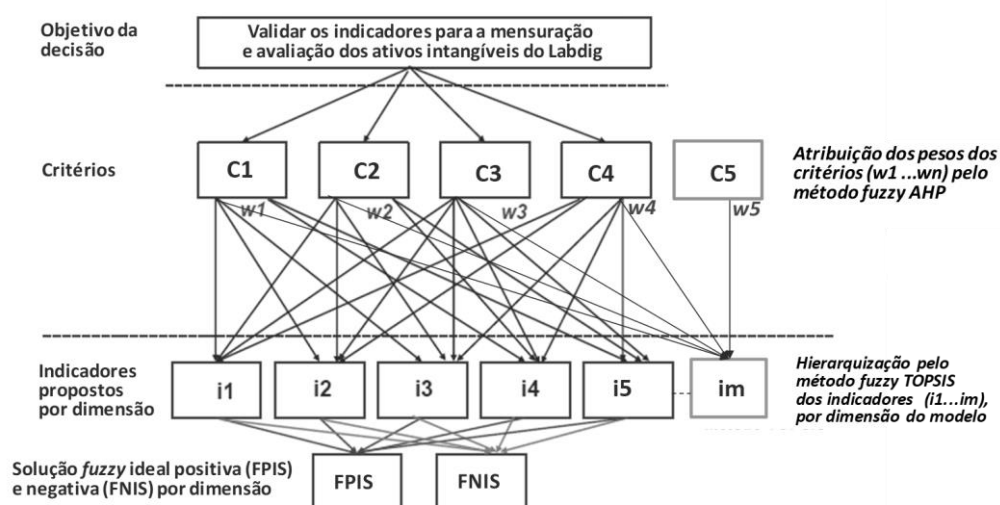 Objetivo da
decisão
Validar os indicadores para a mensuração
e avaliação dos ativos intangíveis do Labdig
Critérios
C1
C2
C3
C4
C5
w1
w2
w3
w4
w5
Atribuição dos pesos dos
critérios (w1 ...wn) pelo
método fuzzy AHP
Indicadores
propostos
por dimensão
i1
i2
i3
i4
i5
im
Hierarquização pelo
método fuzzy TOPSIS
dos indicadores (i1...im),
por dimensão do modelo
Solução fuzzy ideal positiva (FPIS)
e negativa (FNIS) por dimensão
FPIS
FNIS